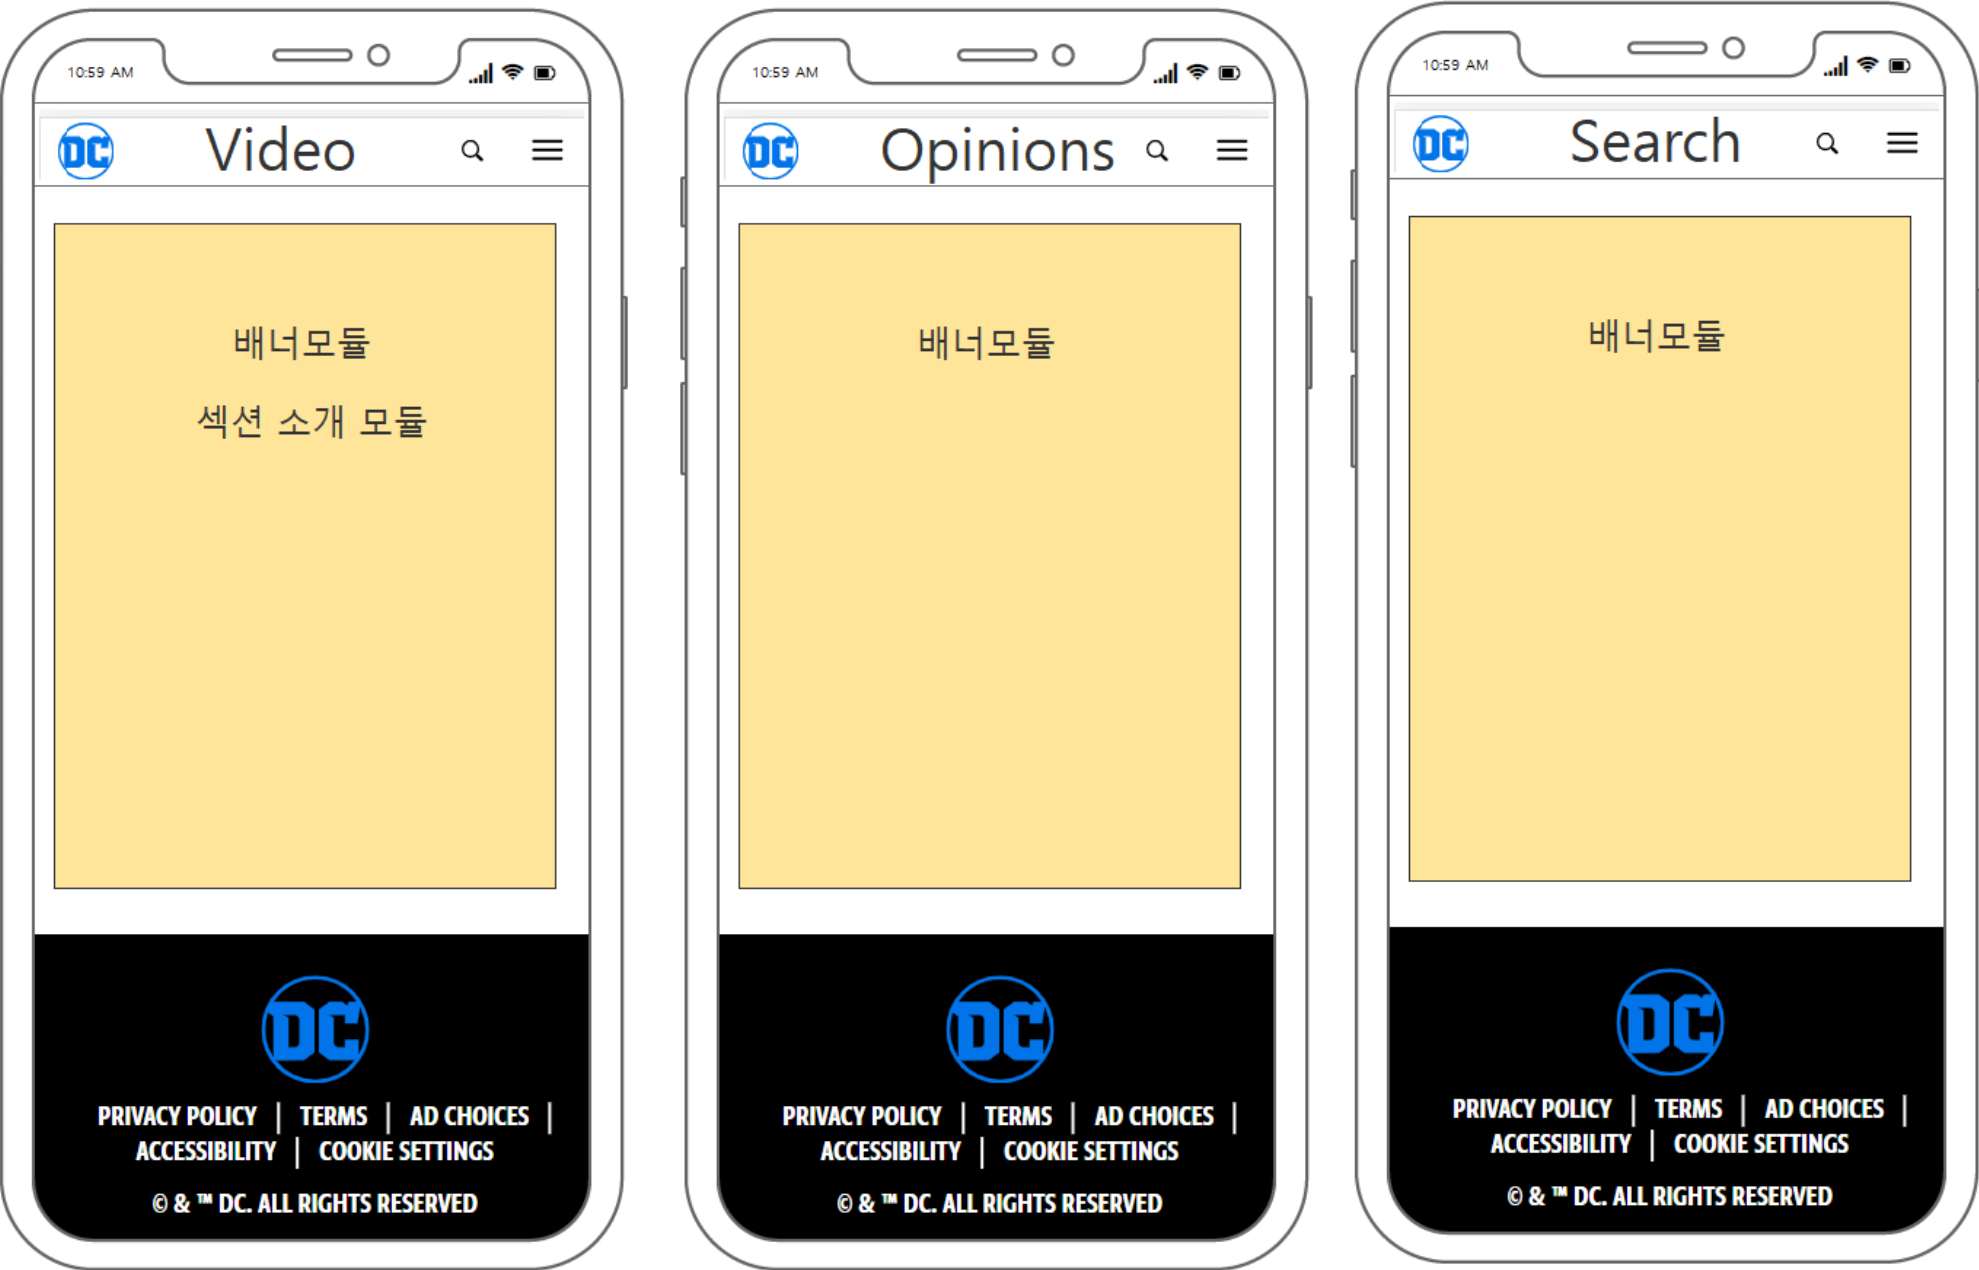 10:59 AM
DC
Video
배너모듈
섹션 소개 모듈
DC
PRIVACY POLICY | TERMS | AD CHOICES |
ACCESSIBILITY | COOKIE SETTINGS
© & ™ DC. ALL RIGHTS RESERVED
10:59 AM
DC
Opinions
배너모듈
DC
PRIVACY POLICY | TERMS | AD CHOICES |
ACCESSIBILITY | COOKIE SETTINGS
© & ™ DC. ALL RIGHTS RESERVED
10:59 AM
DC
Search
배너모듈
DC
PRIVACY POLICY | TERMS | AD CHOICES |
ACCESSIBILITY | COOKIE SETTINGS
© & ™ DC. ALL RIGHTS RESERVED